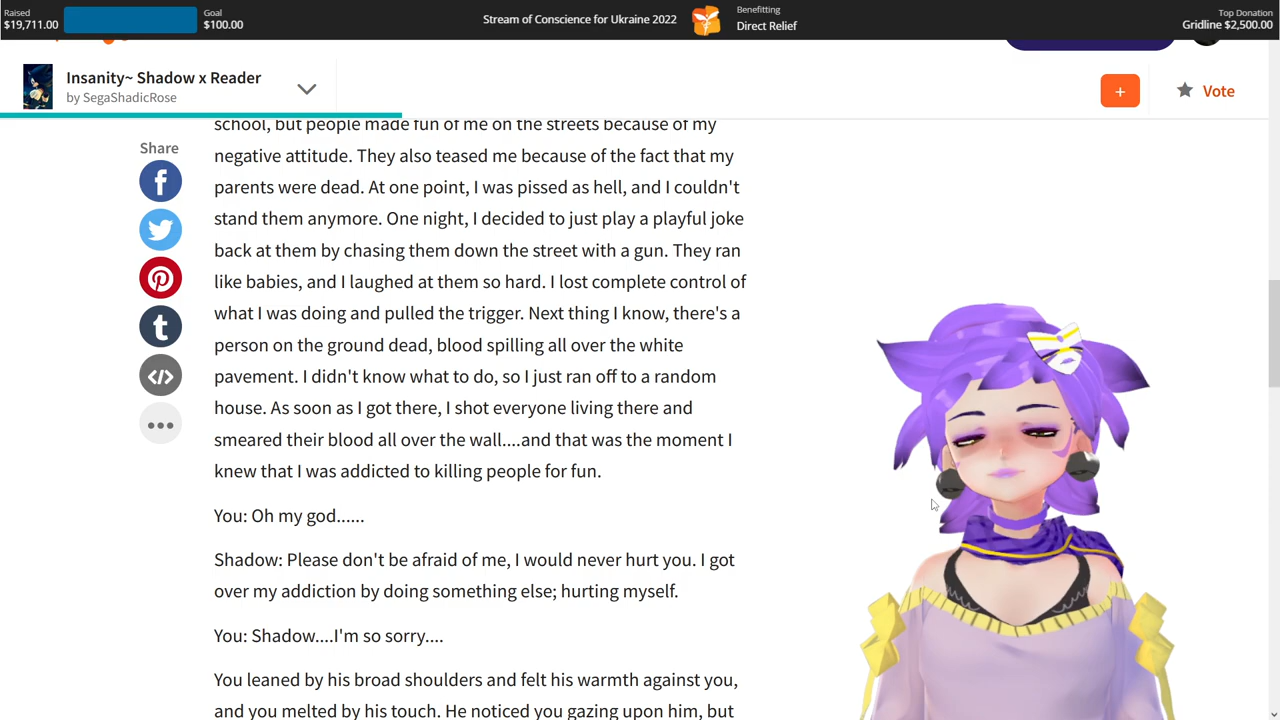 Raised
$19,711.00
Goal
$100.00
Stream of Conscience for Ukraine 2022
Benefitting
Direct Relief
Top Donation
Gridline $2,500.00
Insanity~ Shadow x Reader
by SegaShadicRose
+
Vote
Share
school, but people made fun of me on the streets because of my
negative attitude. They also teased me because of the fact that my
parents were dead. At one point, I was pissed as hell, and I couldn't
stand them anymore. One night, I decided to just play a playful joke
back at them by chasing them down the street with a gun. They ran
like babies, and I laughed at them so hard. I lost complete control of
what I was doing and pulled the trigger. Next thing I know, there's a
person on the ground dead, blood spilling all over the white
pavement. I didn't know what to do, so I just ran off to a random
house. As soon as I got there, I shot everyone living there and
smeared their blood all over the wall....and that was the moment I
knew that I was addicted to killing people for fun.
You: Oh my god......
Shadow: Please don't be afraid of me, I would never hurt you. I got
over my addiction by doing something else; hurting myself.
You: Shadow....I'm so sorry....
You leaned by his broad shoulders and felt his warmth against you,
and you melted by his touch. He noticed you gazing upon him, but